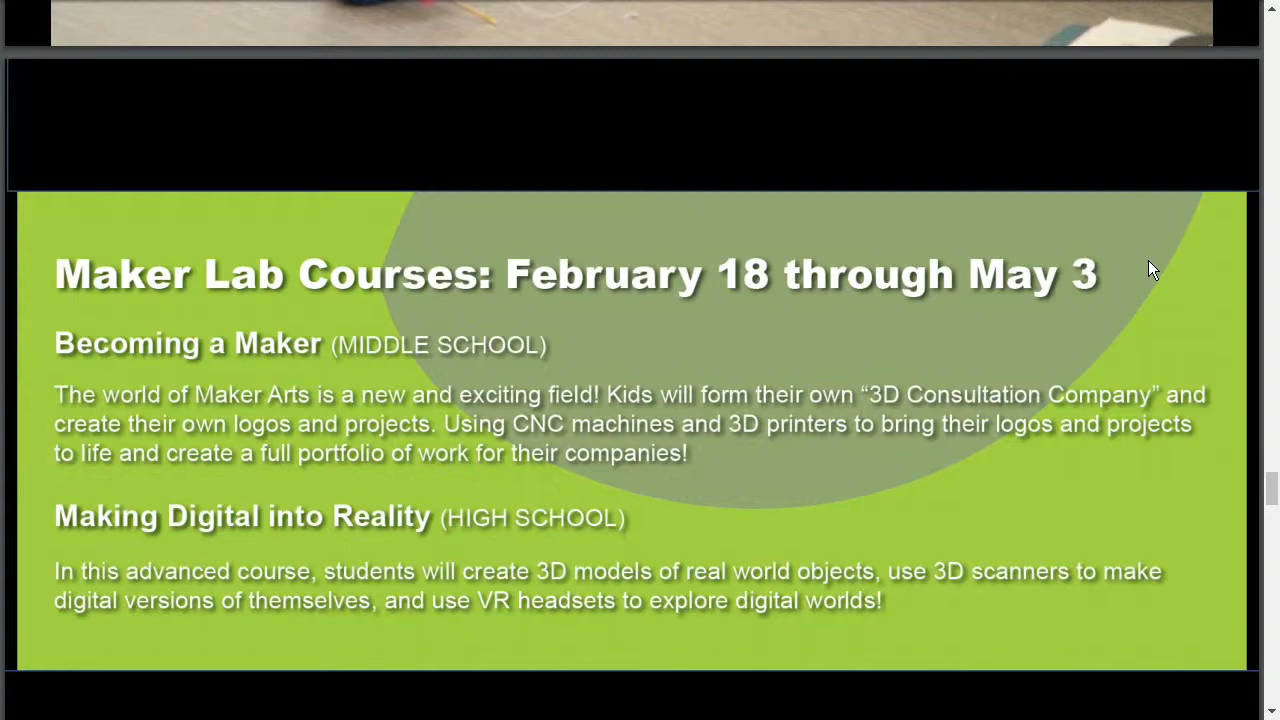 Maker Lab Courses: February 18 through May 3
Becoming a Maker (MIDDLE SCHOOL)
The world of Maker Arts is a new and exciting field! Kids will form their own “3D Consultation Company” and
create their own logos and projects. Using CNC machines and 3D printers to bring their logos and projects
to life and create a full portfolio of work for their companies!
Making Digital into Reality (HIGH SCHOOL)
In this advanced course, students will create 3D models of real world objects, use 3D scanners to make
digital versions of themselves, and use VR headsets to explore digital worlds!